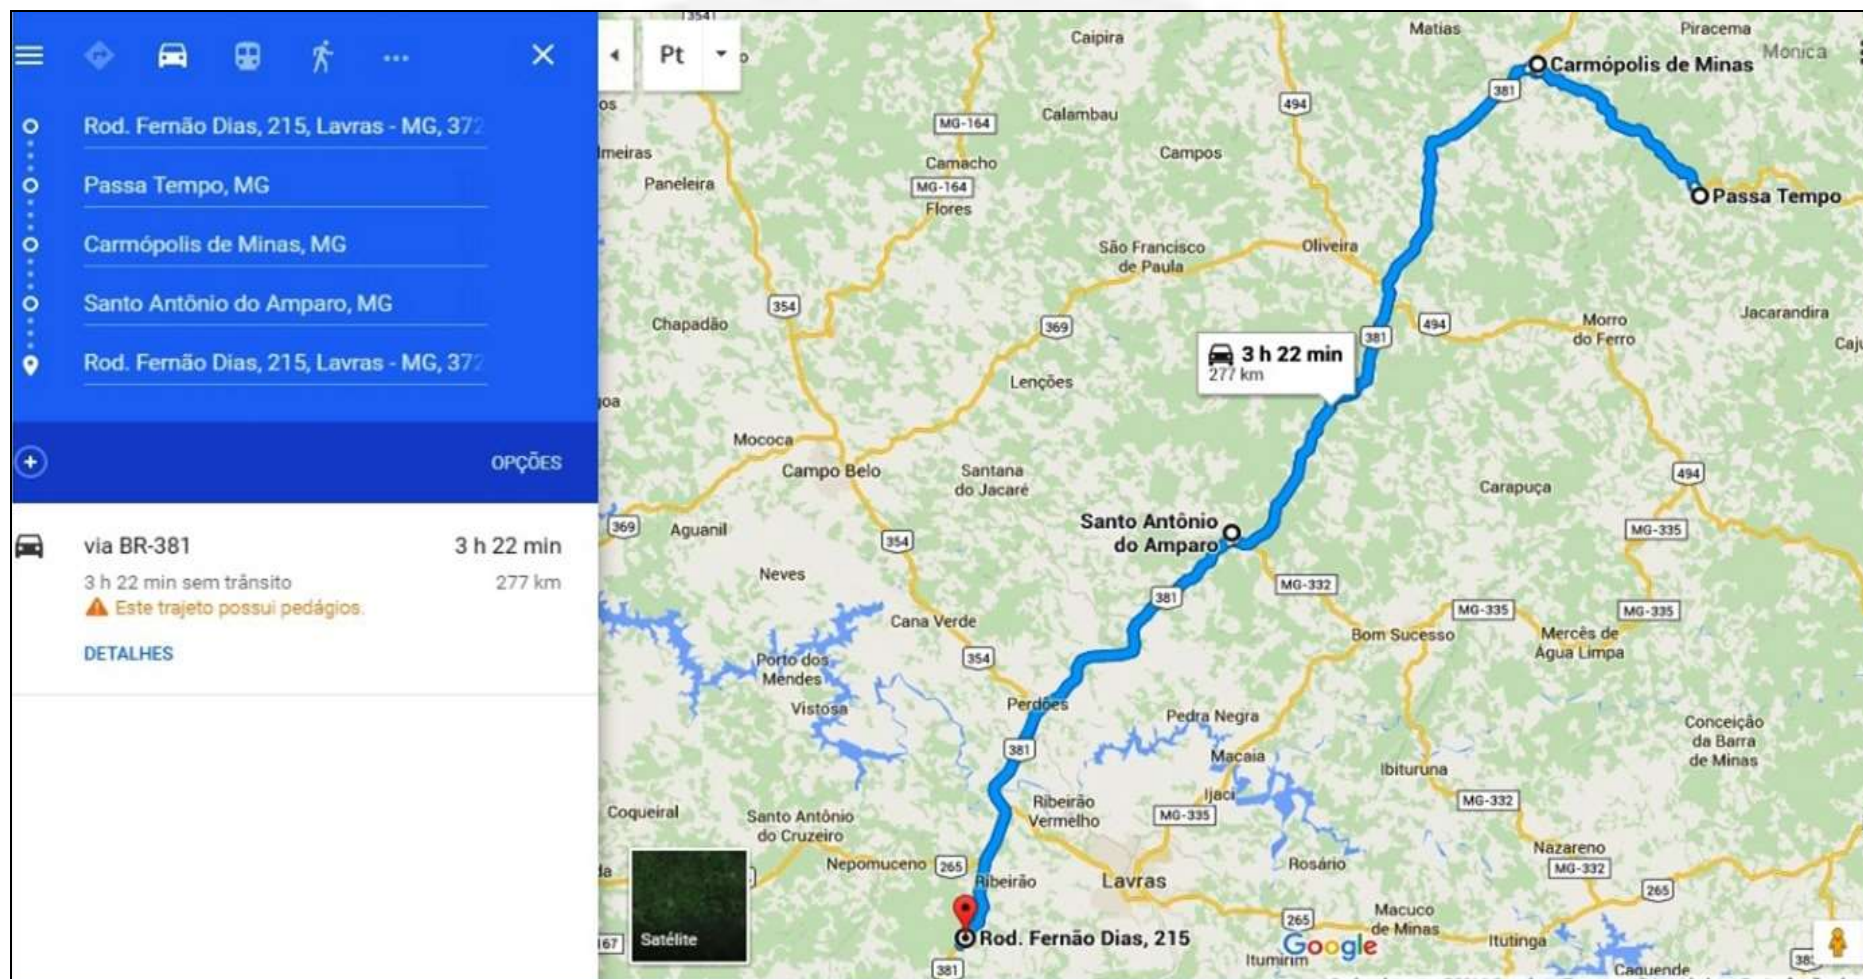 Rod. Fernão Dias, 215, Lavras - MG, 372
Passa Tempo, MG
Carmópolis de Minas, MG
Santo Antônio do Amparo, MG
Rod. Fernão Dias, 215, Lavras - MG, 372
OPÇÕES
via BR-381
3 h 22 min
3 h 22 min sem trânsito
277 km
Este trajeto possui pedágios.
DETALHES
Pt
354
Caipira
Matias
Piracema
Monica
Carmópolis de Minas
381
494
MG-164
Calambau
Camacho
Campos
Paneleira
MG-164
Flores
Passa Tempo
São Francisco
de Paula
Oliveira
354
Chapadão
369
381
494
Morro
do Ferro
Jacarandira
3 h 22 min
277 km
Lenções
Mococa
Campo Belo
Santana
do Jacaré
494
Carapuça
369
Aguanil
354
Santo Antônio
do Amparo
MG-335
Neves
381
MG-332
MG-335
MG-335
Cana Verde
Bom Sucesso
Mercês de
Água Limpa
354
Porto dos
Mendes
Vistosa
Perdões
Pedra Negra
381
Macaia
Conceição
da Barra
de Minas
Ibituruna
Ijaci
MG-332
Coqueiral
Santo Antônio
do Cruzeiro
Ribeirão
Vermelho
MG-335
Nazareno
Nepomuceno
265
Ribeirão
Lavras
Rosário
MG-332
265
Satélite
Rod. Fernão Dias, 215
265
Macuco
de Minas
Google
Itutinga
Itumirim
381
Caquende